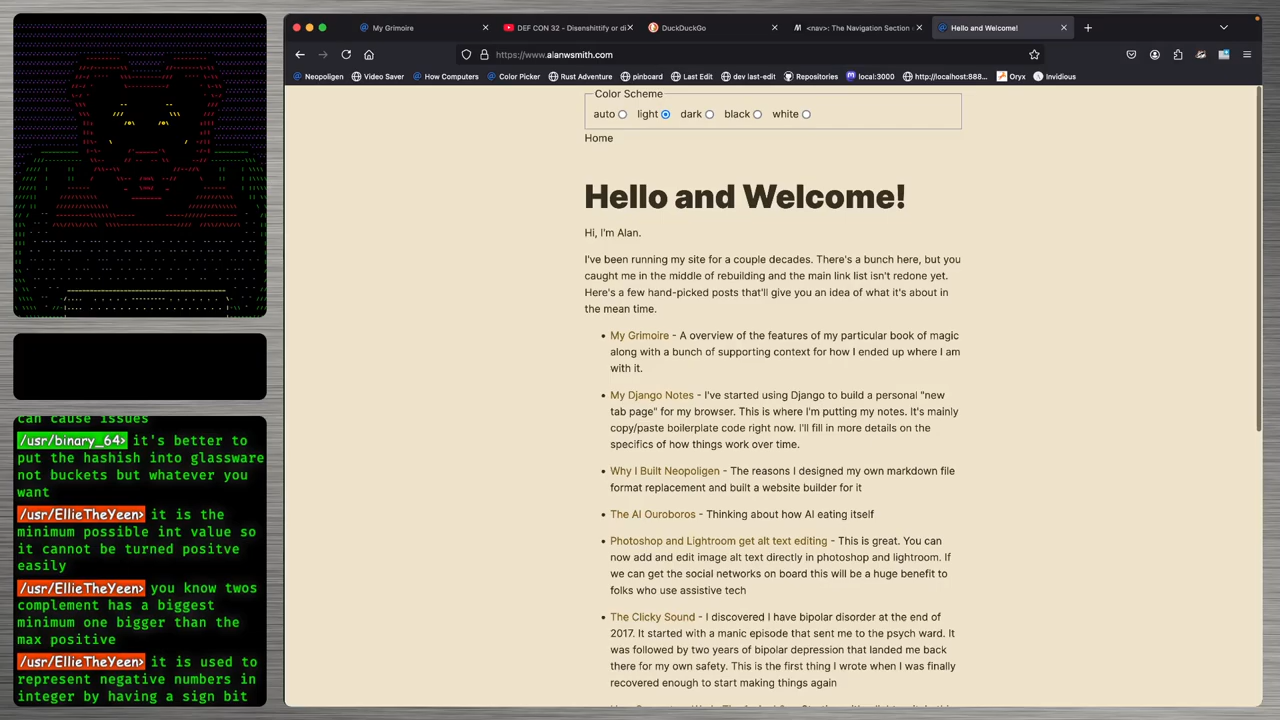 My Grimoire
DEF CON 32 - Disenshittify or
DuckDuckG
<nav>: The Navigation Section
Hello and Welcome!
https://www.alanwsmith.com
Neopoligen
Video Saver
How Computers
Color Picker
Rust Adventure
pinboard
Last FM
dev last-edit
Repositories
local:3000
http://localhost:388...
Oryx
Invidious
Color Scheme
auto light dark black white
Home
Hello and Welcome!
Hi, I'm Alan.
I've been running my site for a couple decades. There's a bunch here, but you
caught me in the middle of rebuilding and the main link list isn't redone yet.
Here's a few hand-picked posts that'll give you an idea of what it's about in
the mean time.
• My Grimoire - A overview of the features of my particular book of magic
along with a bunch of supporting context for how I ended up where I am
with it.
• My Django Notes - I've started using Django to build a personal "new
tab page" for my browser. This is where I'm putting my notes. It's mainly
copy/paste boilerplate code right now. I'll fill in more details on the
specifics of how things work over time.
• Why I Built Neopoligen - The reasons I designed my own markdown file
format replacement and built a website builder for it
• The AI Ouroboros - Thinking about how AI eating itself
• Photoshop and Lightroom get alt text editing - This is great. You can
now add and edit image alt text directly in photoshop and lightroom. If
we can get the social networks on board this will be a huge benefit to
folks who use assistive tech
• The Clicky Sound - I discovered I have bipolar disorder at the end of
2017. It started with a manic episode that sent me to the psych ward. It
was followed by two years of bipolar depression that landed me back
there for my own safety. This is the first thing I wrote when I was finally
recovered enough to start making things again
can cause issues
/usr/binary_64> it's better to
put the hashish into glassware
not buckets but whatever you
want
/usr/EllieTheYeen> it is the
minimum possible int value so
it cannot be turned positve
easily
/usr/EllieTheYeen> you know twos
complement has a biggest
minimum one bigger than the
max positive
/usr/EllieTheYeen> it is used to
represent negative numbers in
integer by having a sign bit